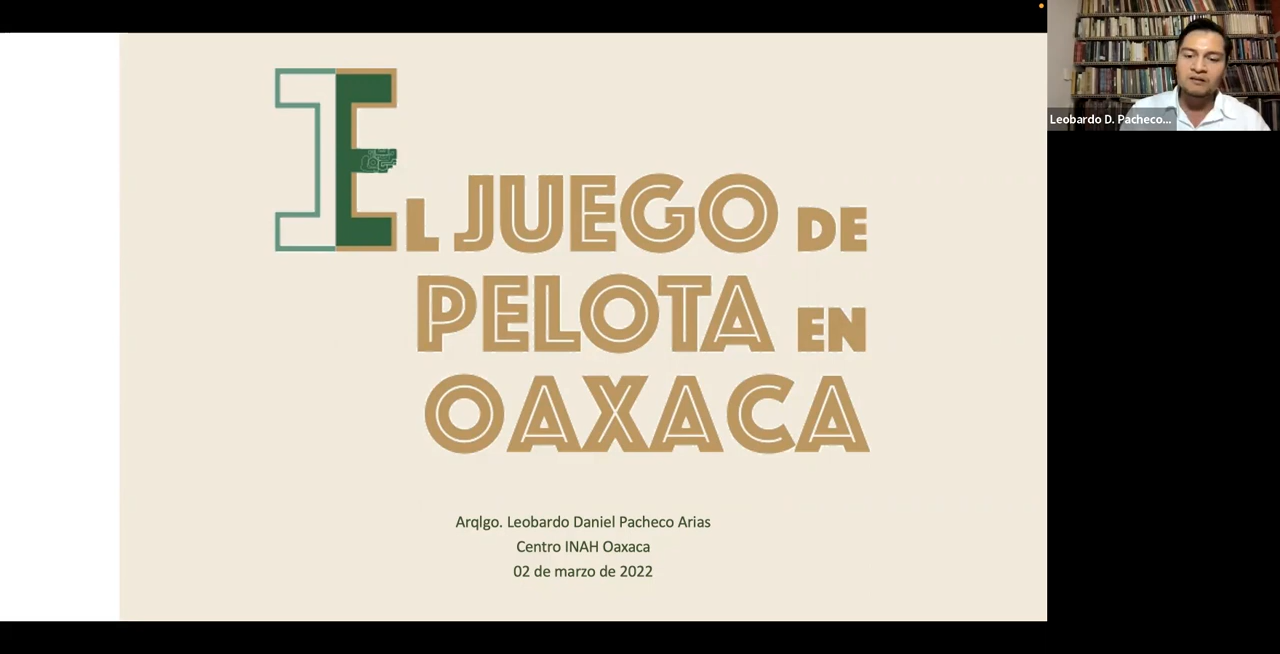 EL JUEGO DE
PELOTA EN
OAXACA
Arqlgo. Leobardo Daniel Pacheco Arias
Centro INAH Oaxaca
02 de marzo de 2022
Leobardo D. Pacheco...